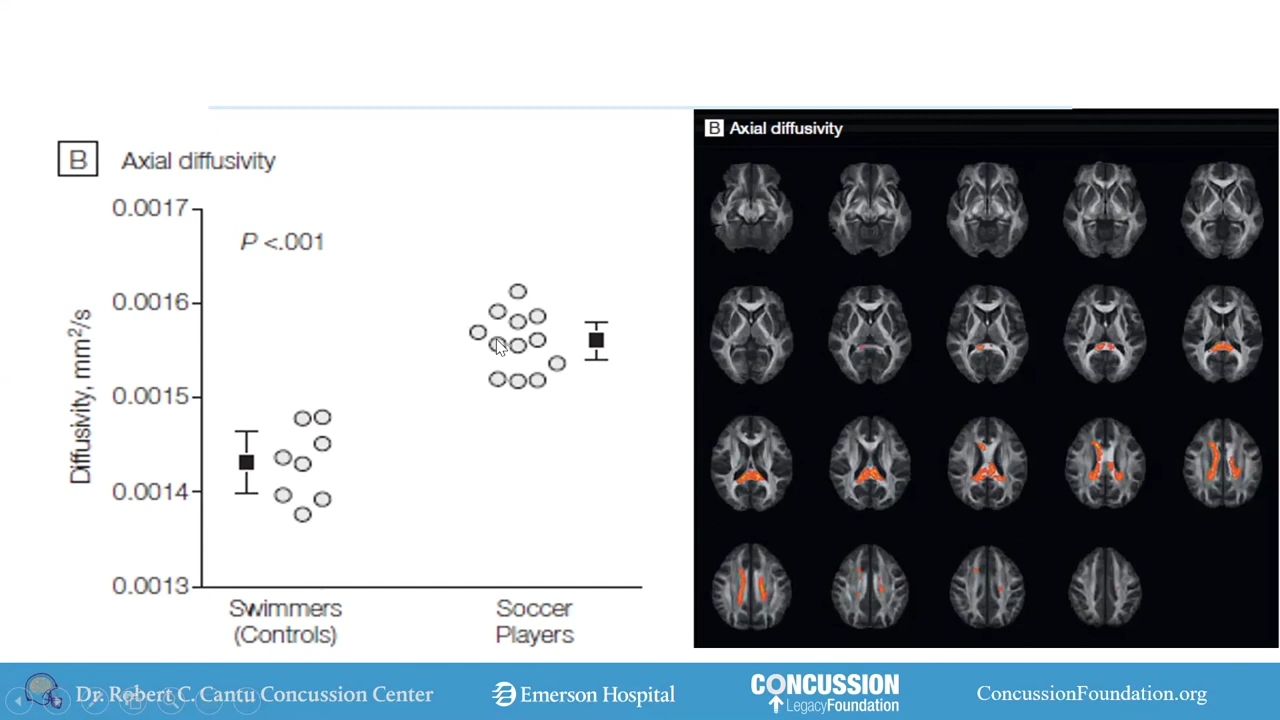 B Axial diffusivity
0.0017
P <.001
0.0016
0.0015
0.0014
0.0013
Diffusivity, mm²/s
Swimmers
(Controls)
Soccer
Players
B Axial diffusivity
Dr. Robert C. Cantu Concussion Center
Emerson Hospital
CONCUSSION
LegacyFoundation
ConcussionFoundation.org